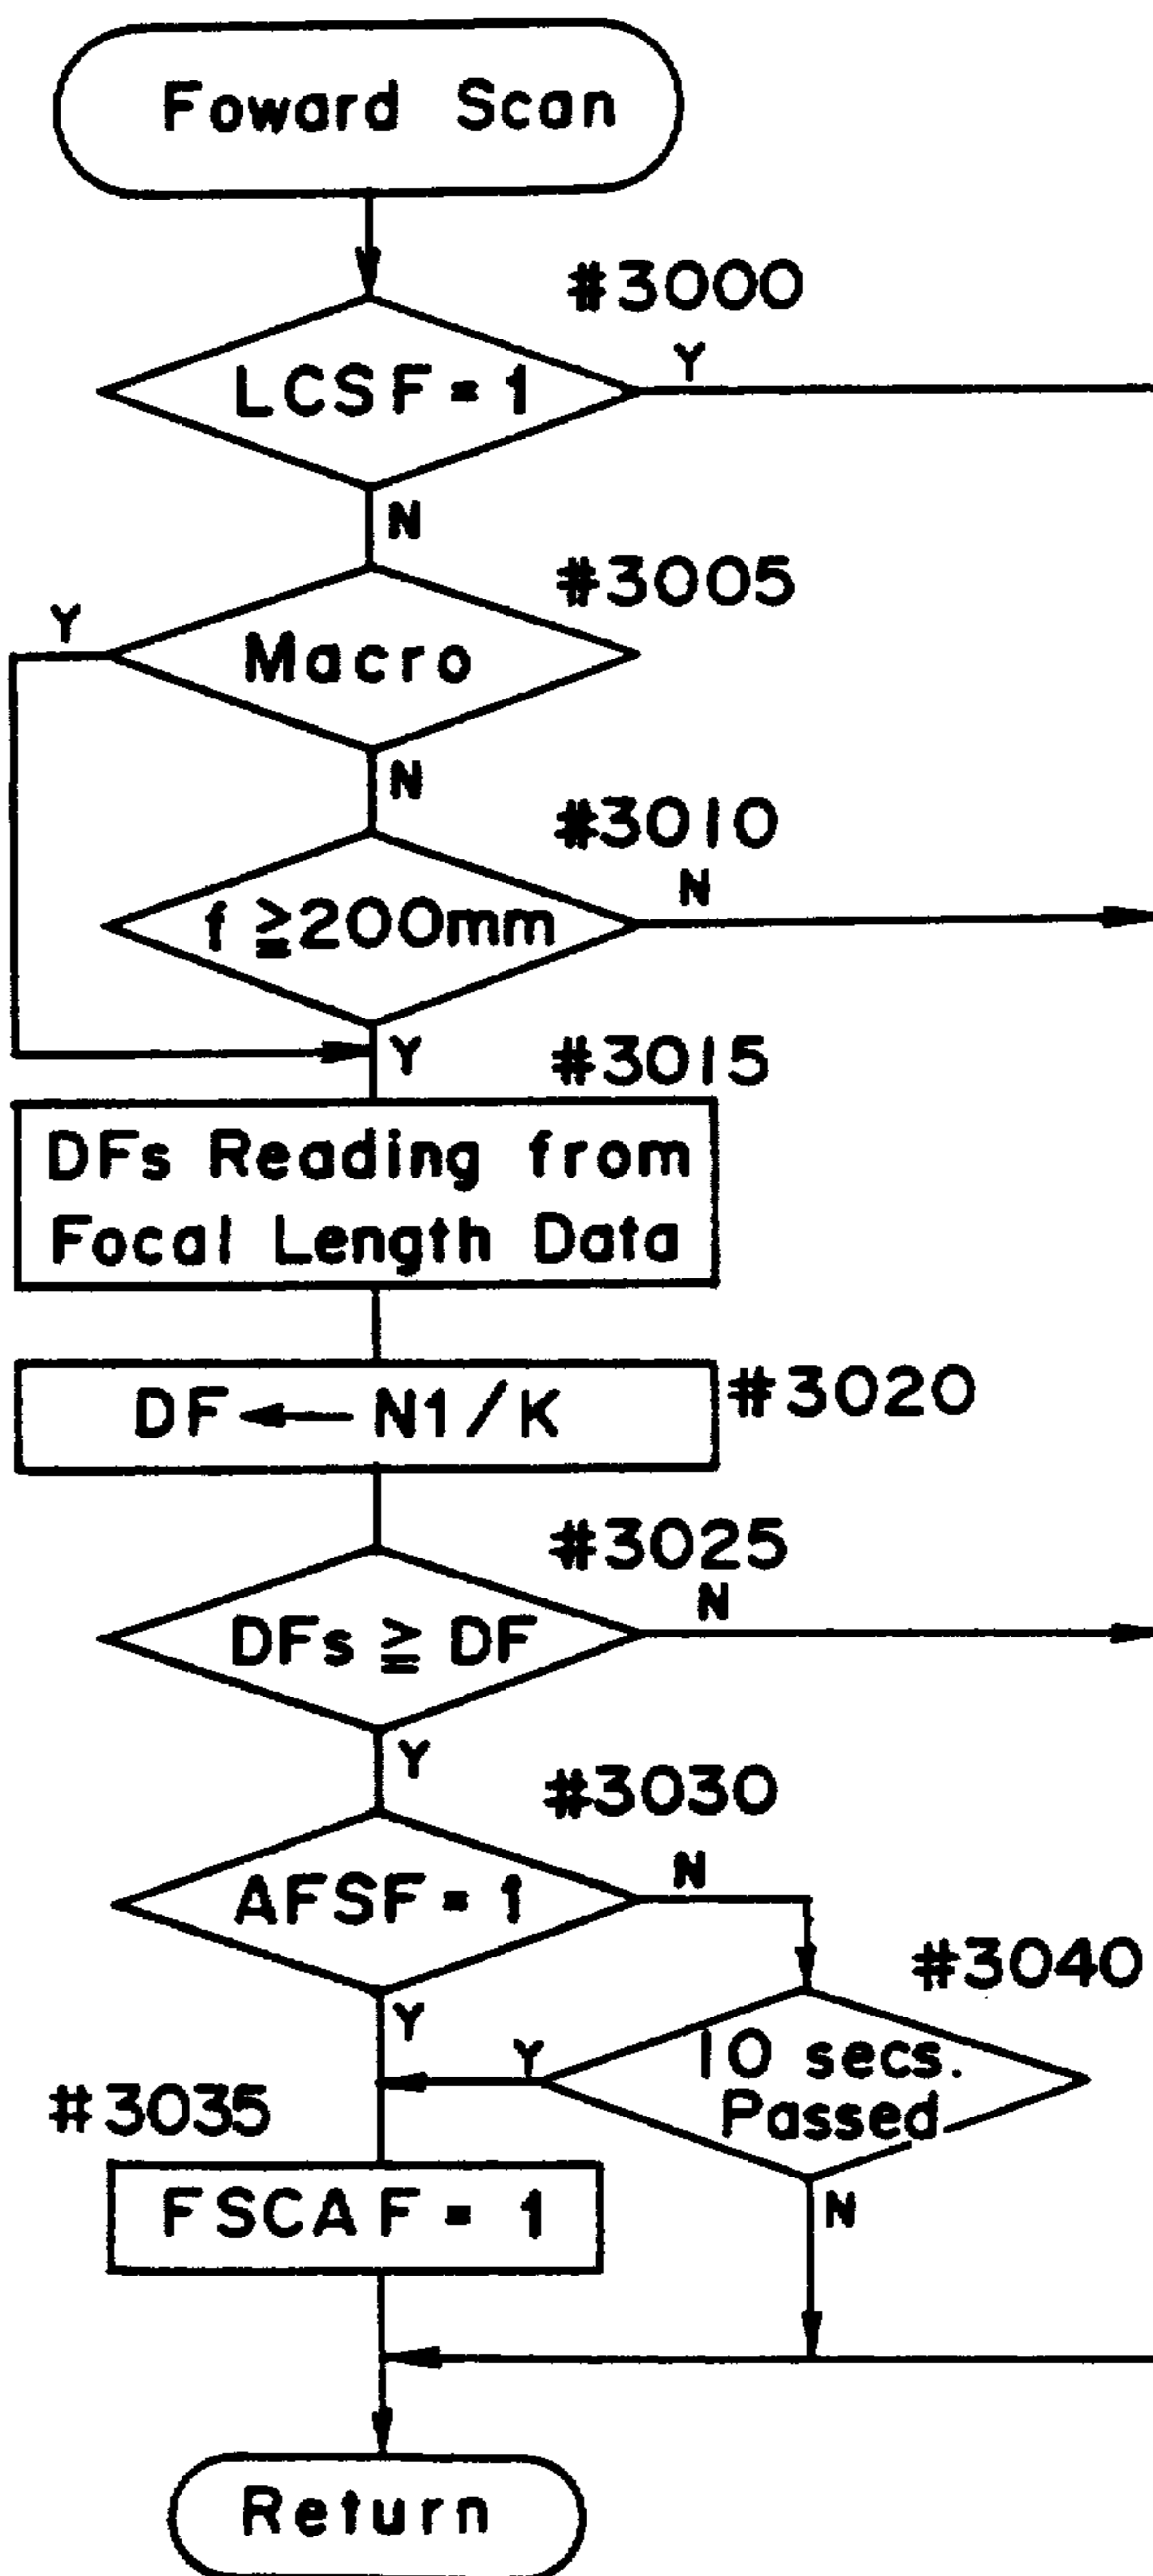 Foward Scan
#3000
LCSF = 1
Y
N
#3005
Y
Macro
N
#3010
f ≧200mm
N
Y
#3015
DFs Reading from
Focal Length Data
DF ← N1/K
#3020
#3025
DFs ≧ DF
N
Y
#3030
AFSF = 1
N
#3040
Y
10 secs.
Passed
Y
#3035
FSCAF = 1
N
Return